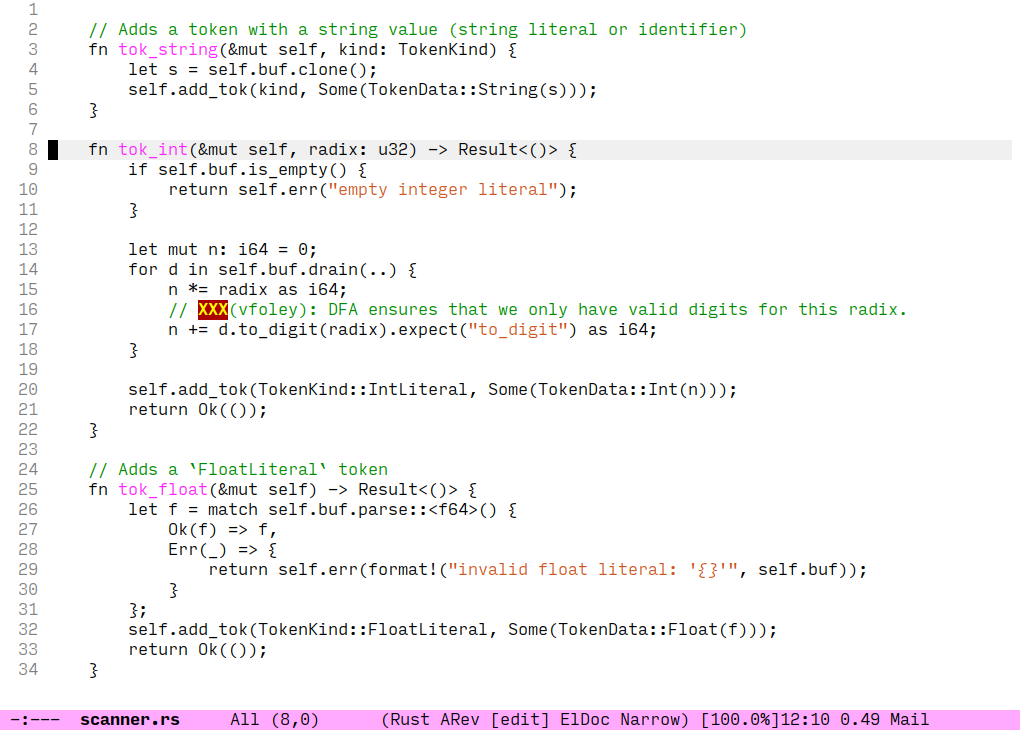 1
2     // Adds a token with a string value (string literal or identifier)
3     fn tok_string(&mut self, kind: TokenKind) {
4         let s = self.buf.clone();
5         self.add_tok(kind, Some(TokenData::String(s)));
6     }
7
8     fn tok_int(&mut self, radix: u32) -> Result<()> {
9         if self.buf.is_empty() {
10             return self.err("empty integer literal");
11         }
12
13         let mut n: i64 = 0;
14         for d in self.buf.drain(..) {
15             n *= radix as i64;
16             // XXX(vfoley): DFA ensures that we only have valid digits for this radix.
17             n += d.to_digit(radix).expect("to_digit") as i64;
18         }
19
20         self.add_tok(TokenKind::IntLiteral, Some(TokenData::Int(n)));
21         return Ok(());
22     }
23
24     // Adds a `FloatLiteral` token
25     fn tok_float(&mut self) -> Result<()> {
26         let f = match self.buf.parse::<f64>() {
27             Ok(f) => f,
28             Err(_) => {
29                 return self.err(format!("invalid float literal: '{}'", self.buf));
30             }
31         };
32         self.add_tok(TokenKind::FloatLiteral, Some(TokenData::Float(f)));
33         return Ok(());
34     }
-:---  scanner.rs     All (8,0)      (Rust ARev [edit] ElDoc Narrow) [100.0%]12:10 0.49 Mail